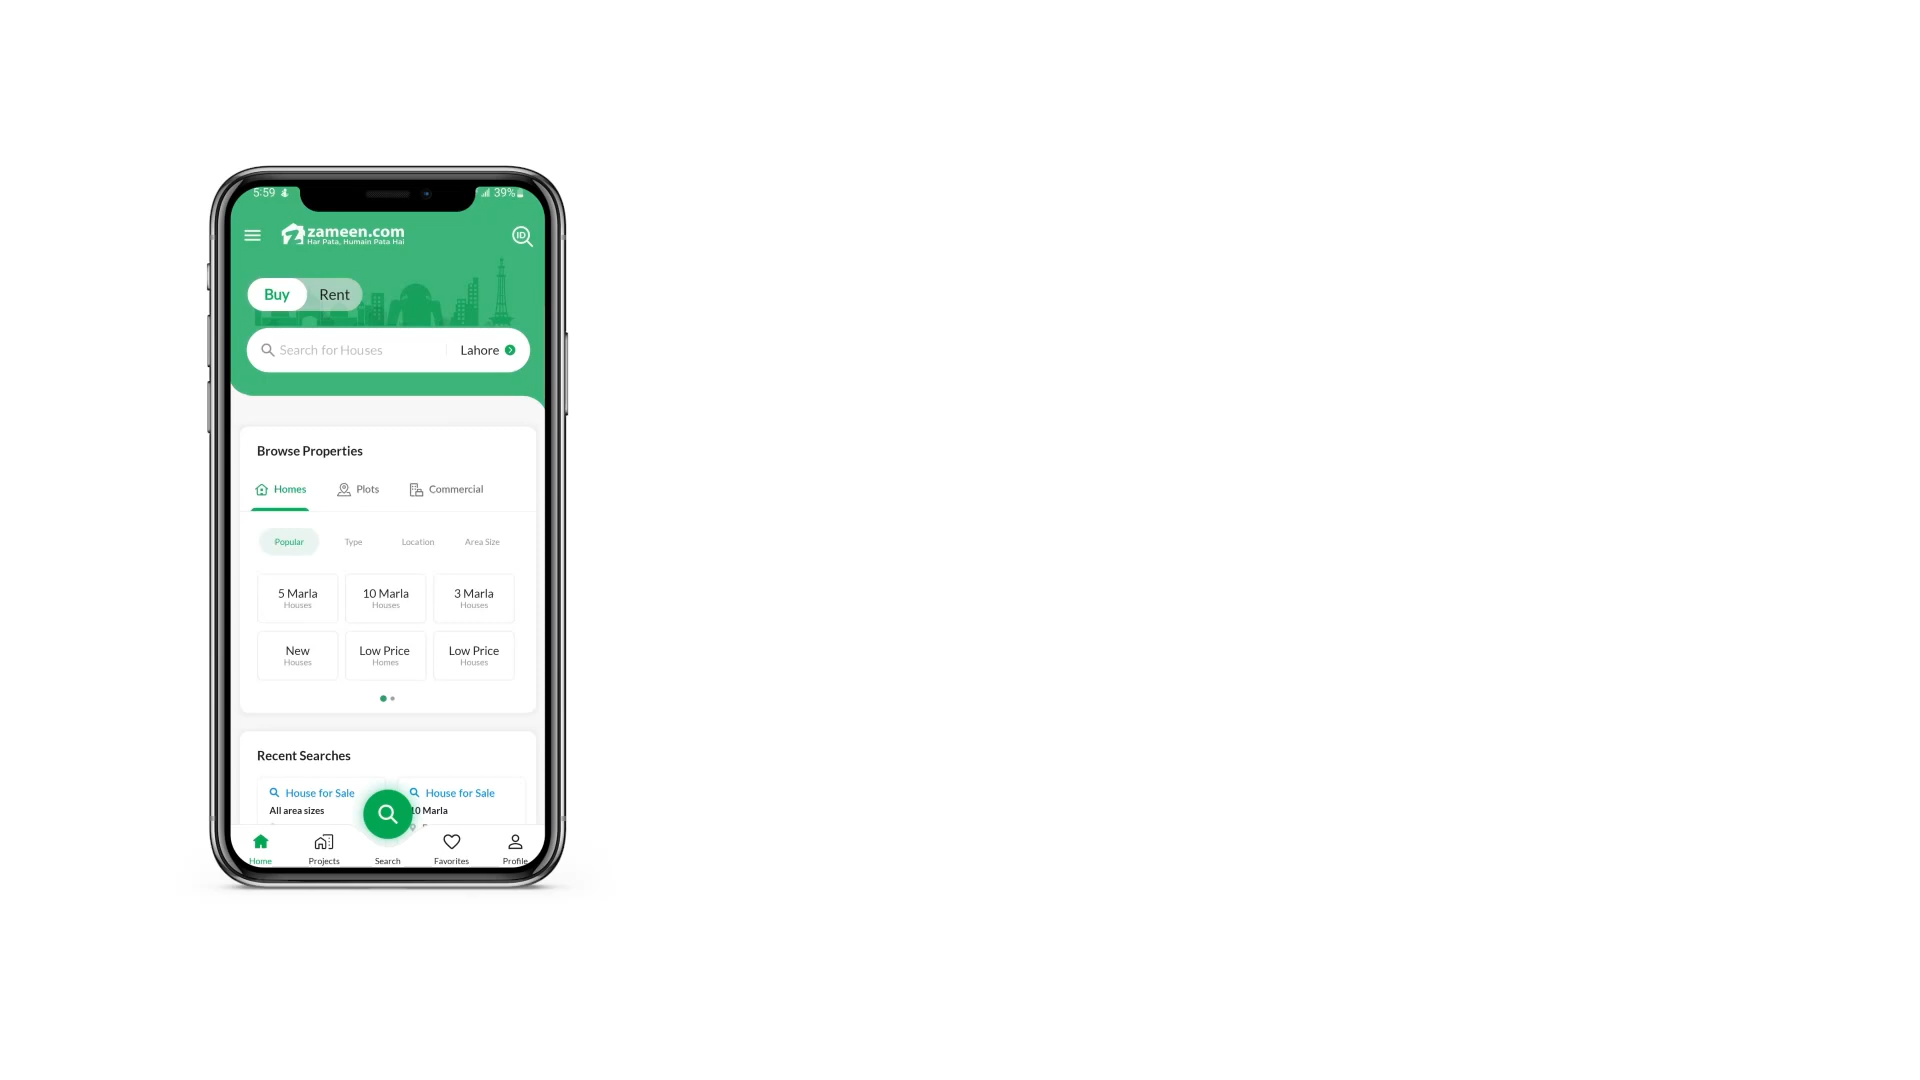 5:59
39%
zameen.com
Har Pata, Humain Pata Hai
ID
Buy Rent
Search for Houses Lahore
Browse Properties
Homes Plots Commercial
Popular Type Location Area Size
5 Marla 10 Marla 3 Marla
Houses Houses Houses
New Low Price Low Price
Houses Homes Houses
Recent Searches
House for Sale House for Sale
All area sizes 10 Marla
Home Projects Search Favorites Profile